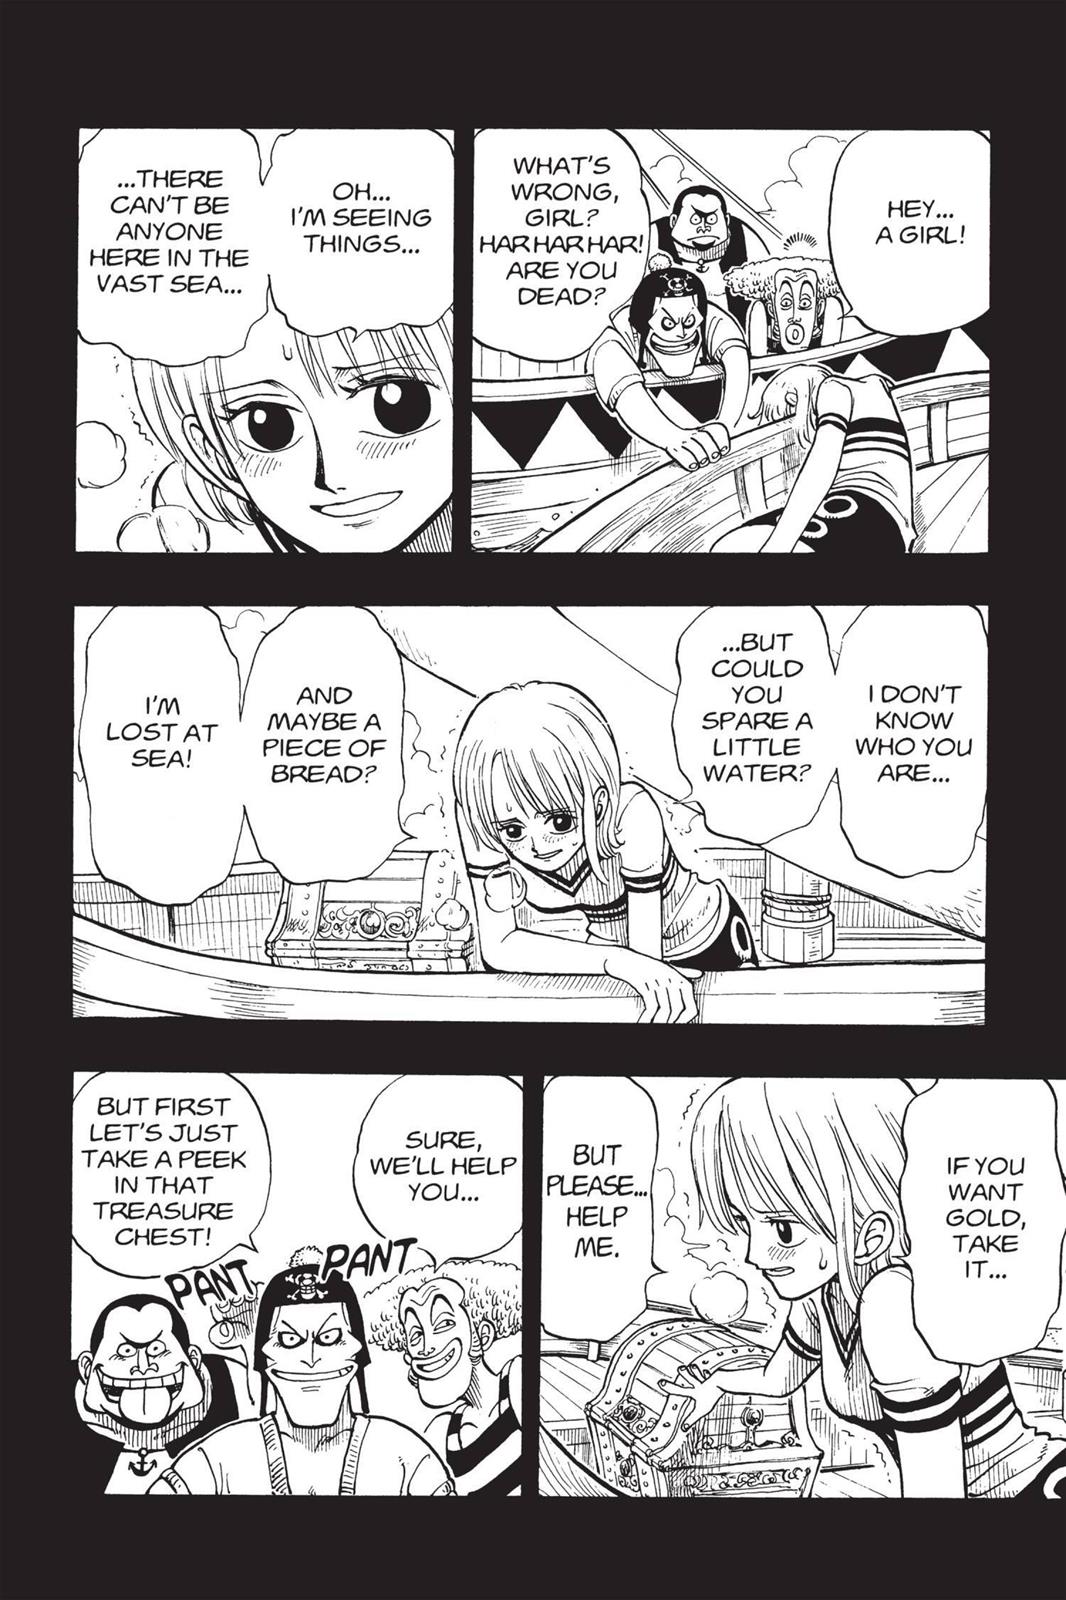 HEY...
A GIRL!
WHAT'S
WRONG,
GIRL?
HAR HAR HAR!
ARE YOU
DEAD?
OH...
I'M SEEING
THINGS...
...THERE
CAN'T BE
ANYONE
HERE IN THE
VAST SEA...
I DON'T
KNOW
WHO YOU
ARE...
...BUT
COULD
YOU
SPARE A
LITTLE
WATER?
AND
MAYBE A
PIECE OF
BREAD?
I'M
LOST AT
SEA!
IF YOU
WANT
GOLD,
TAKE
IT...
BUT
PLEASE...
HELP
ME.
SURE,
WE'LL HELP
YOU...
BUT FIRST
LET'S JUST
TAKE A PEEK
IN THAT
TREASURE
CHEST!
PANT
PANT